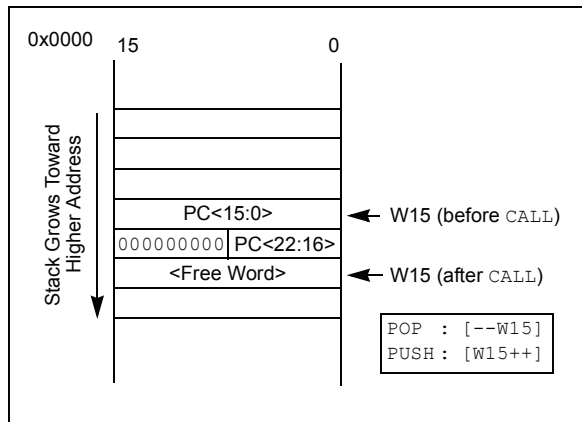 0x0000
15 0
Stack Grows Toward
Higher Address
PC<15:0>
W15 (before CALL)
000000000 PC<22:16>
<Free Word>
W15 (after CALL)
POP : [--W15]
PUSH : [W15++]